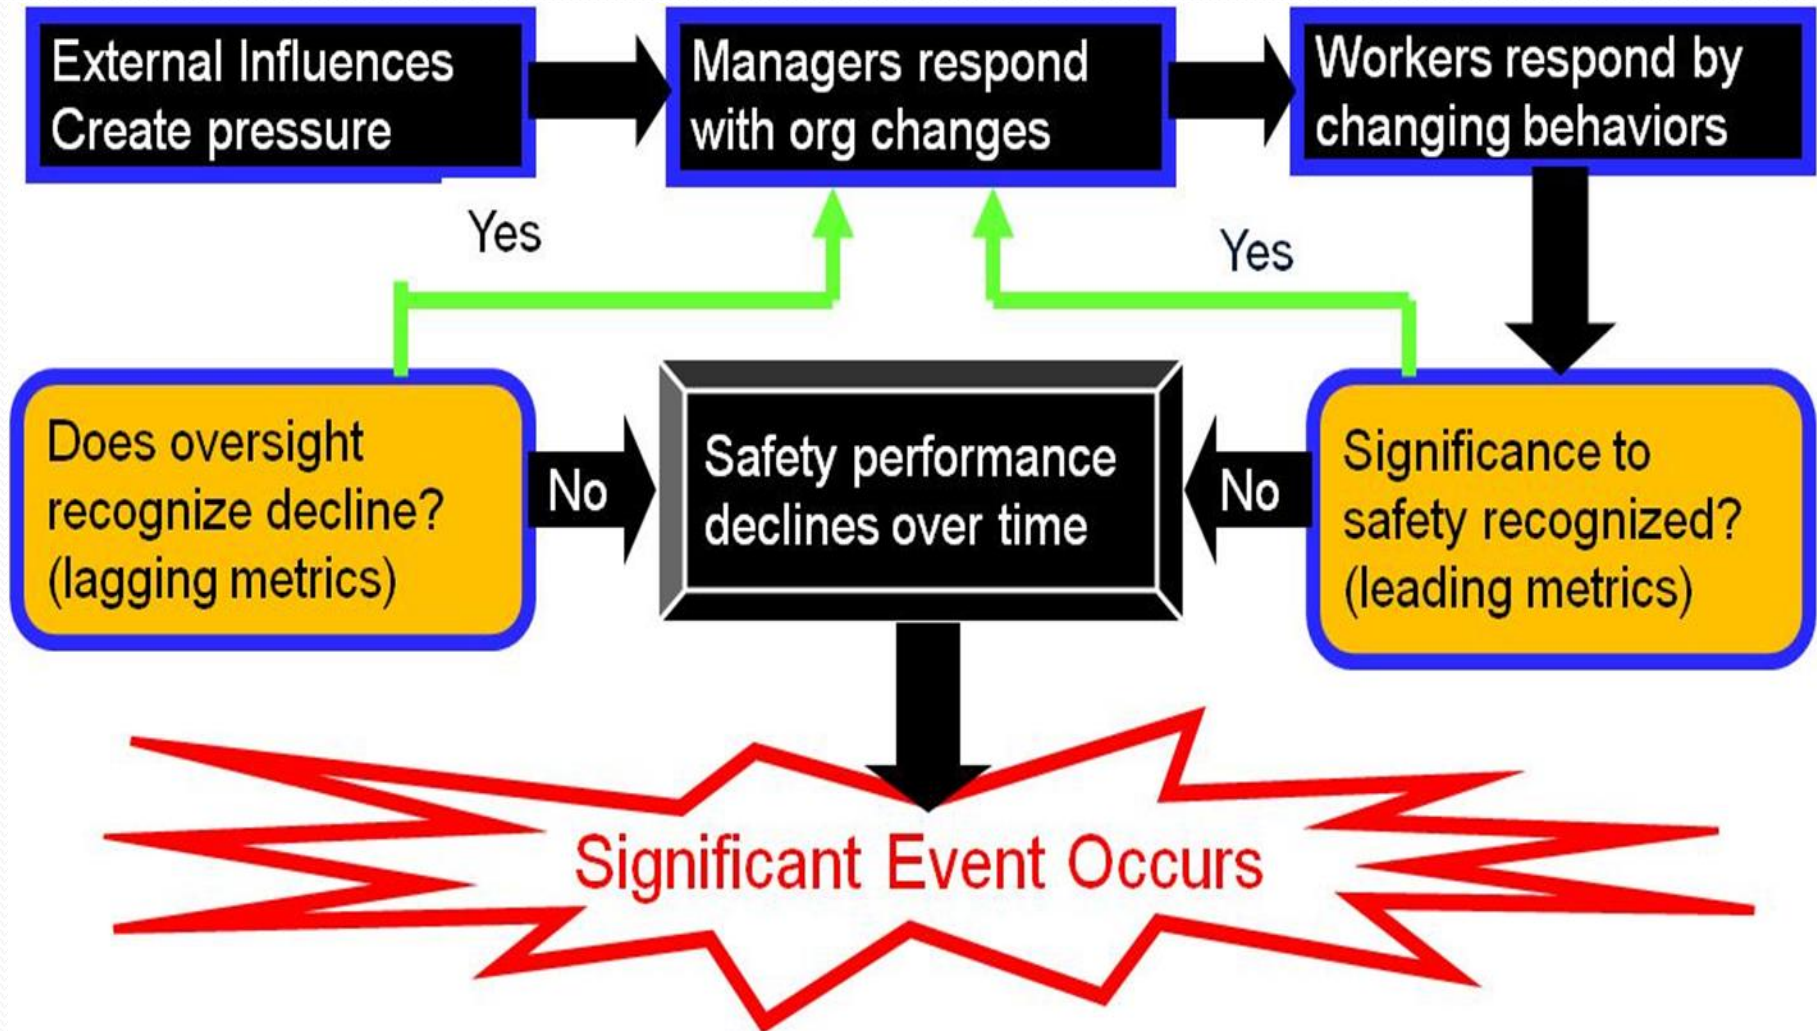 External Influences
Create pressure
Managers respond
with org changes
Workers respond by
changing behaviors
Yes
Yes
Does oversight
recognize decline?
(lagging metrics)
No
Safety performance
declines over time
No
Significance to
safety recognized?
(leading metrics)
Significant Event Occurs